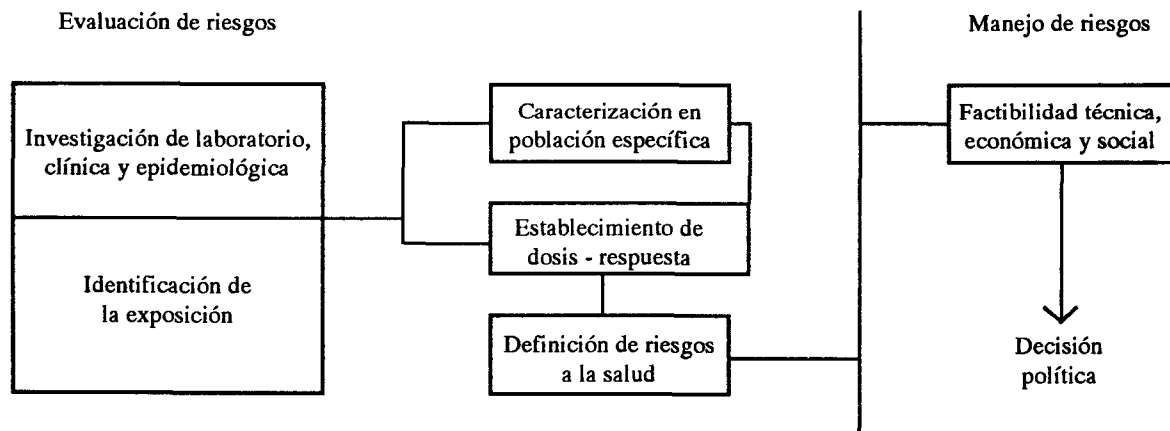 Evaluación de riesgos
Manejo de riesgos
Investigación de laboratorio,
clínica y epidemiológica
Identificación de
la exposición
Caracterización en
población específica
Establecimiento de
dosis - respuesta
Definición de riesgos
a la salud
Factibilidad técnica,
económica y social
Decisión
política